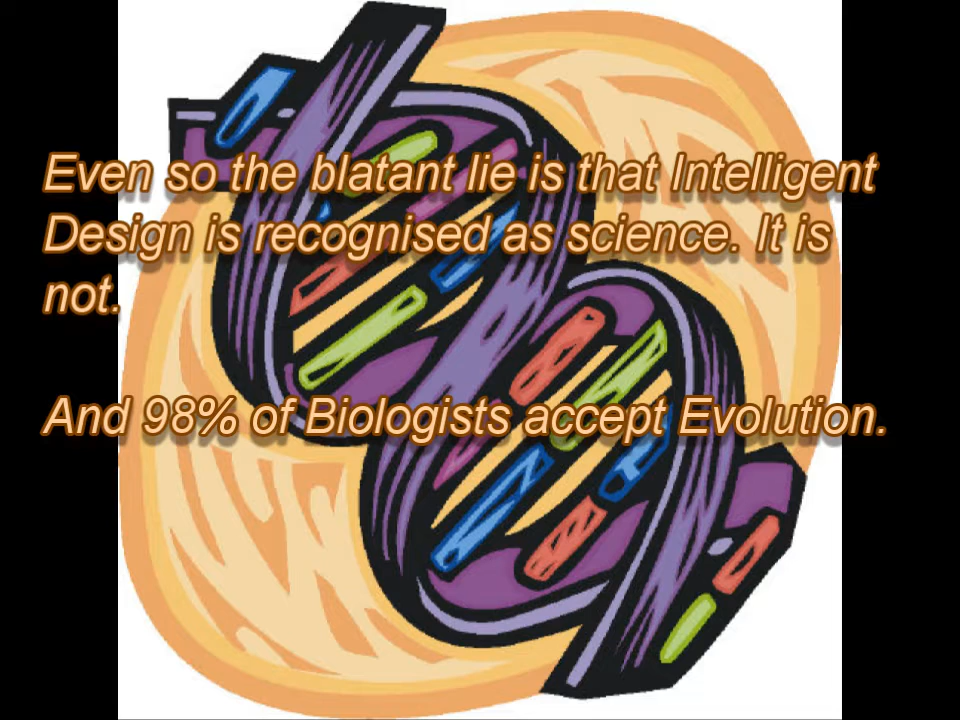 Even so the blatant lie is that Intelligent
Design is recognised as science. It is
not.
And 98% of Biologists accept Evolution.